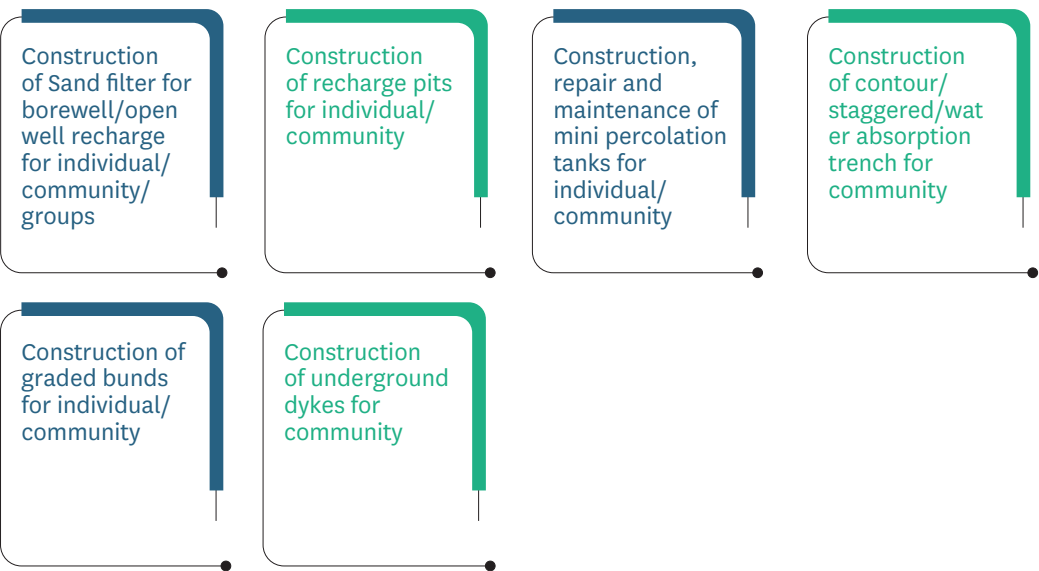 Construction
of Sand filter for
borewell/open
well recharge
for individual/
community/
groups
Construction
of recharge pits
for individual/
community
Construction,
repair and
maintenance of
mini percolation
tanks for
individual/
community
Construction
of contour/
staggered/wat
er absorption
trench for
community
Construction of
graded bunds
for individual/
community
Construction
of underground
dykes for
community